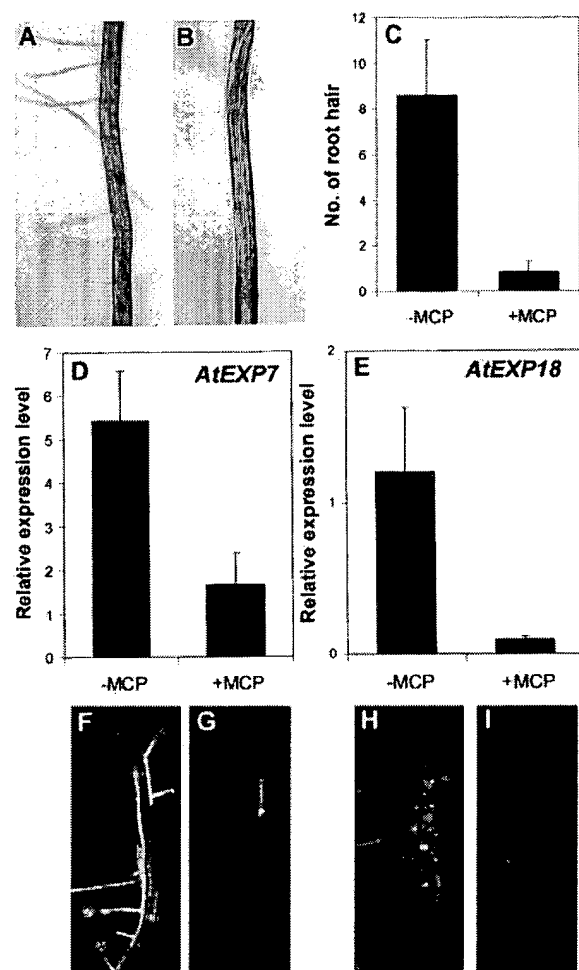 A
B
C
No. of root hair
12
10
8
6
4
2
0
-MCP
+MCP
D
AtEXP7
Relative expression level
7
6
5
4
3
2
1
0
-MCP
+MCP
E
AtEXP18
Relative expression level
2
1
0
-MCP
+MCP
F
G
H
I